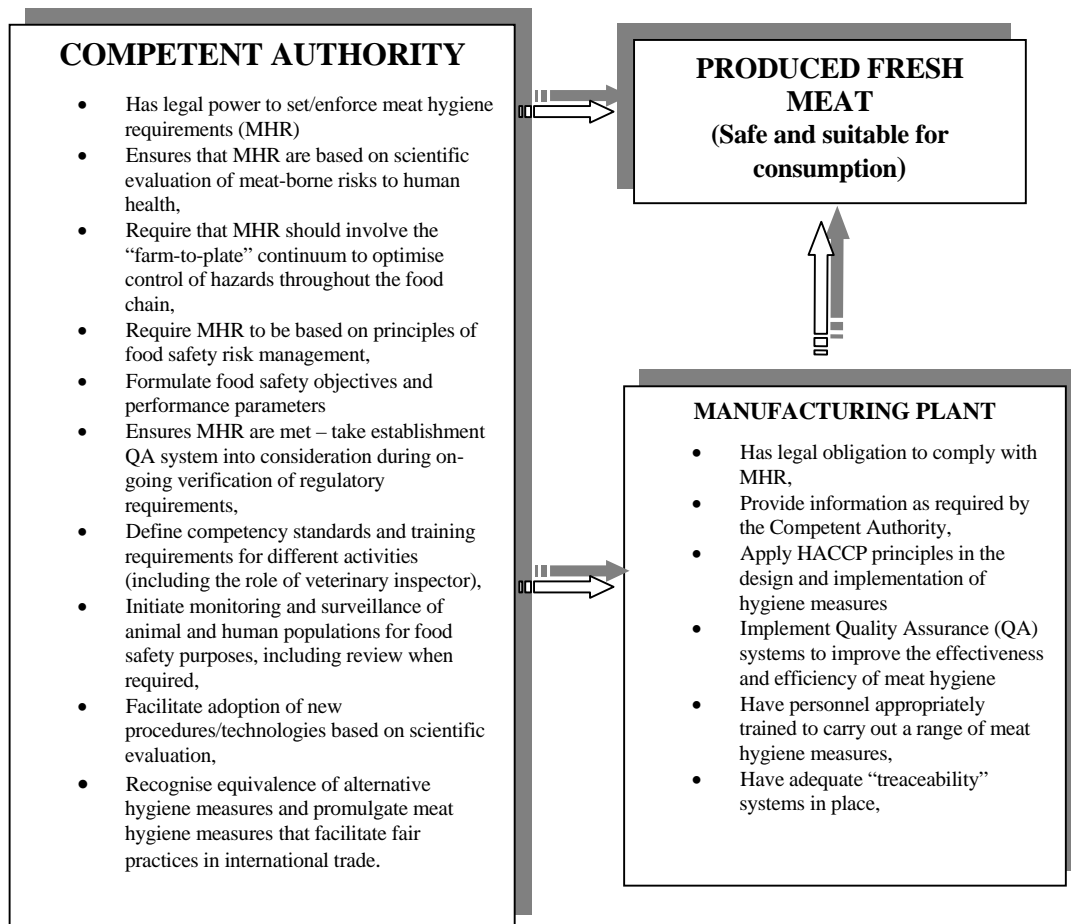 COMPETENT AUTHORITY
• Has legal power to set/enforce meat hygiene
requirements (MHR)
• Ensures that MHR are based on scientific
evaluation of meat-borne risks to human
health,
• Require that MHR should involve the
“farm-to-plate” continuum to optimise
control of hazards throughout the food
chain,
• Require MHR to be based on principles of
food safety risk management,
• Formulate food safety objectives and
performance parameters
• Ensures MHR are met – take establishment
QA system into consideration during on-
going verification of regulatory
requirements,
• Define competency standards and training
requirements for different activities
(including the role of veterinary inspector),
• Initiate monitoring and surveillance of
animal and human populations for food
safety purposes, including review when
required,
• Facilitate adoption of new
procedures/technologies based on scientific
evaluation,
• Recognise equivalence of alternative
hygiene measures and promulgate meat
hygiene measures that facilitate fair
practices in international trade.
PRODUCED FRESH
MEAT
(Safe and suitable for
consumption)
MANUFACTURING PLANT
• Has legal obligation to comply with
MHR,
• Provide information as required by
the Competent Authority,
• Apply HACCP principles in the
design and implementation of
hygiene measures
• Implement Quality Assurance (QA)
systems to improve the effectiveness
and efficiency of meat hygiene
• Have personnel appropriately
trained to carry out a range of meat
hygiene measures,
• Have adequate “treaceability”
systems in place,